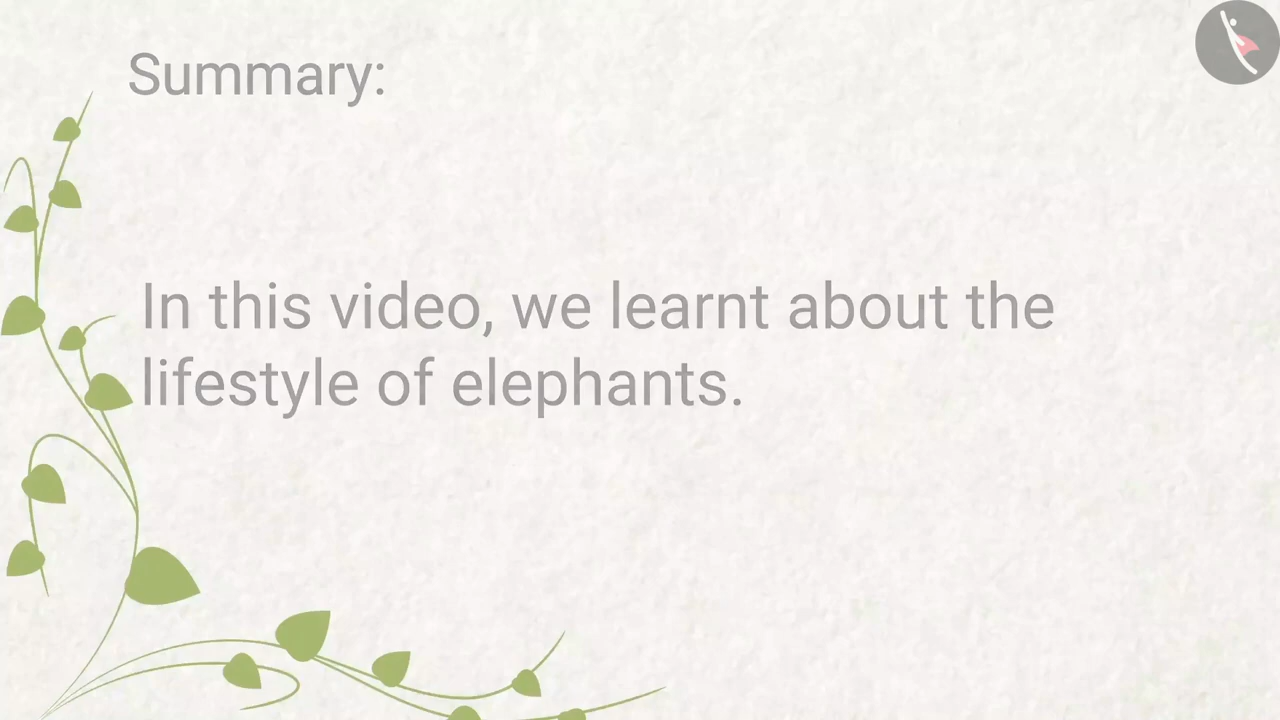 Summary:
In this video, we learnt about the
lifestyle of elephants.